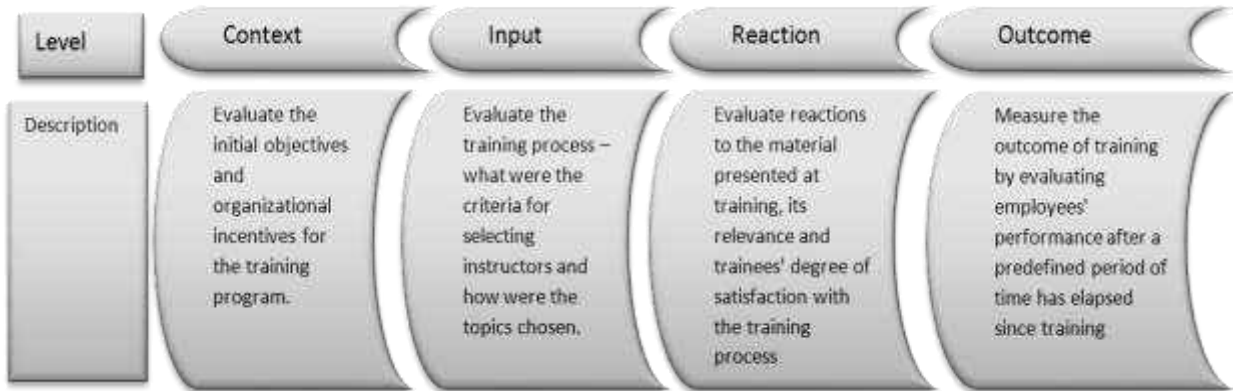 Level
Context
Input
Reaction
Outcome
Description
Evaluate the
initial objectives
and
organizational
incentives for
the training
program.
Evaluate the
training process –
what were the
criteria for
selecting
instructors and
how were the
topics chosen.
Evaluate reactions
to the material
presented at
training, its
relevance and
trainees' degree of
satisfaction with
the training
process
Measure the
outcome of training
by evaluating
employees'
performance after a
predefined period of
time has elapsed
since training